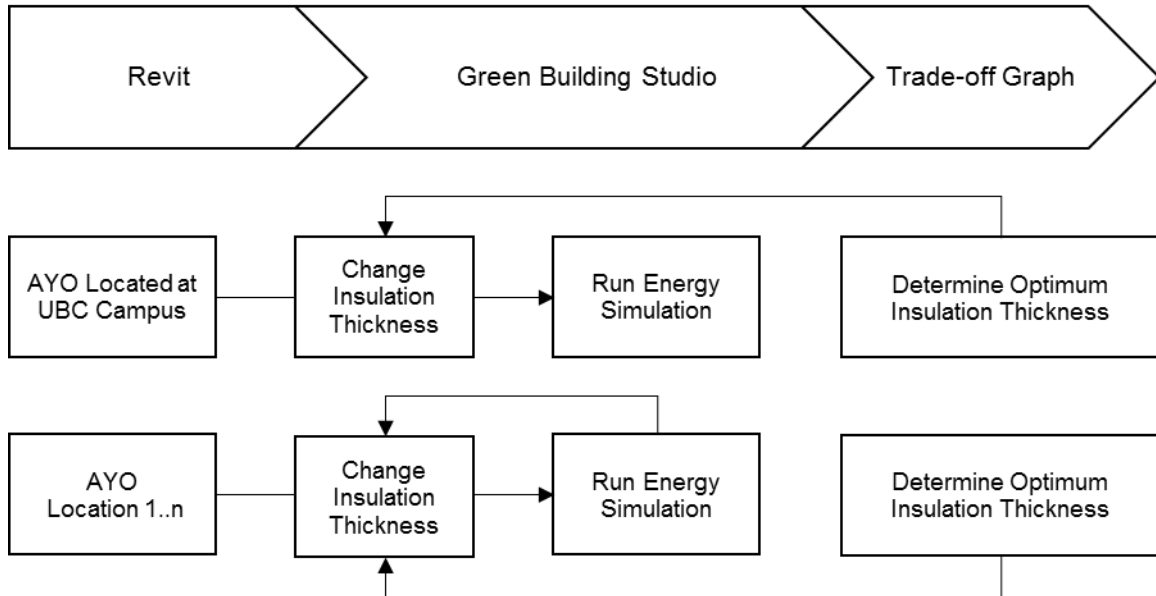 Revit
Green Building Studio
Trade-off Graph
AYO Located at
UBC Campus
Change
Insulation
Thickness
Run Energy
Simulation
Determine Optimum
Insulation Thickness
AYO
Location 1..n
Change
Insulation
Thickness
Run Energy
Simulation
Determine Optimum
Insulation Thickness